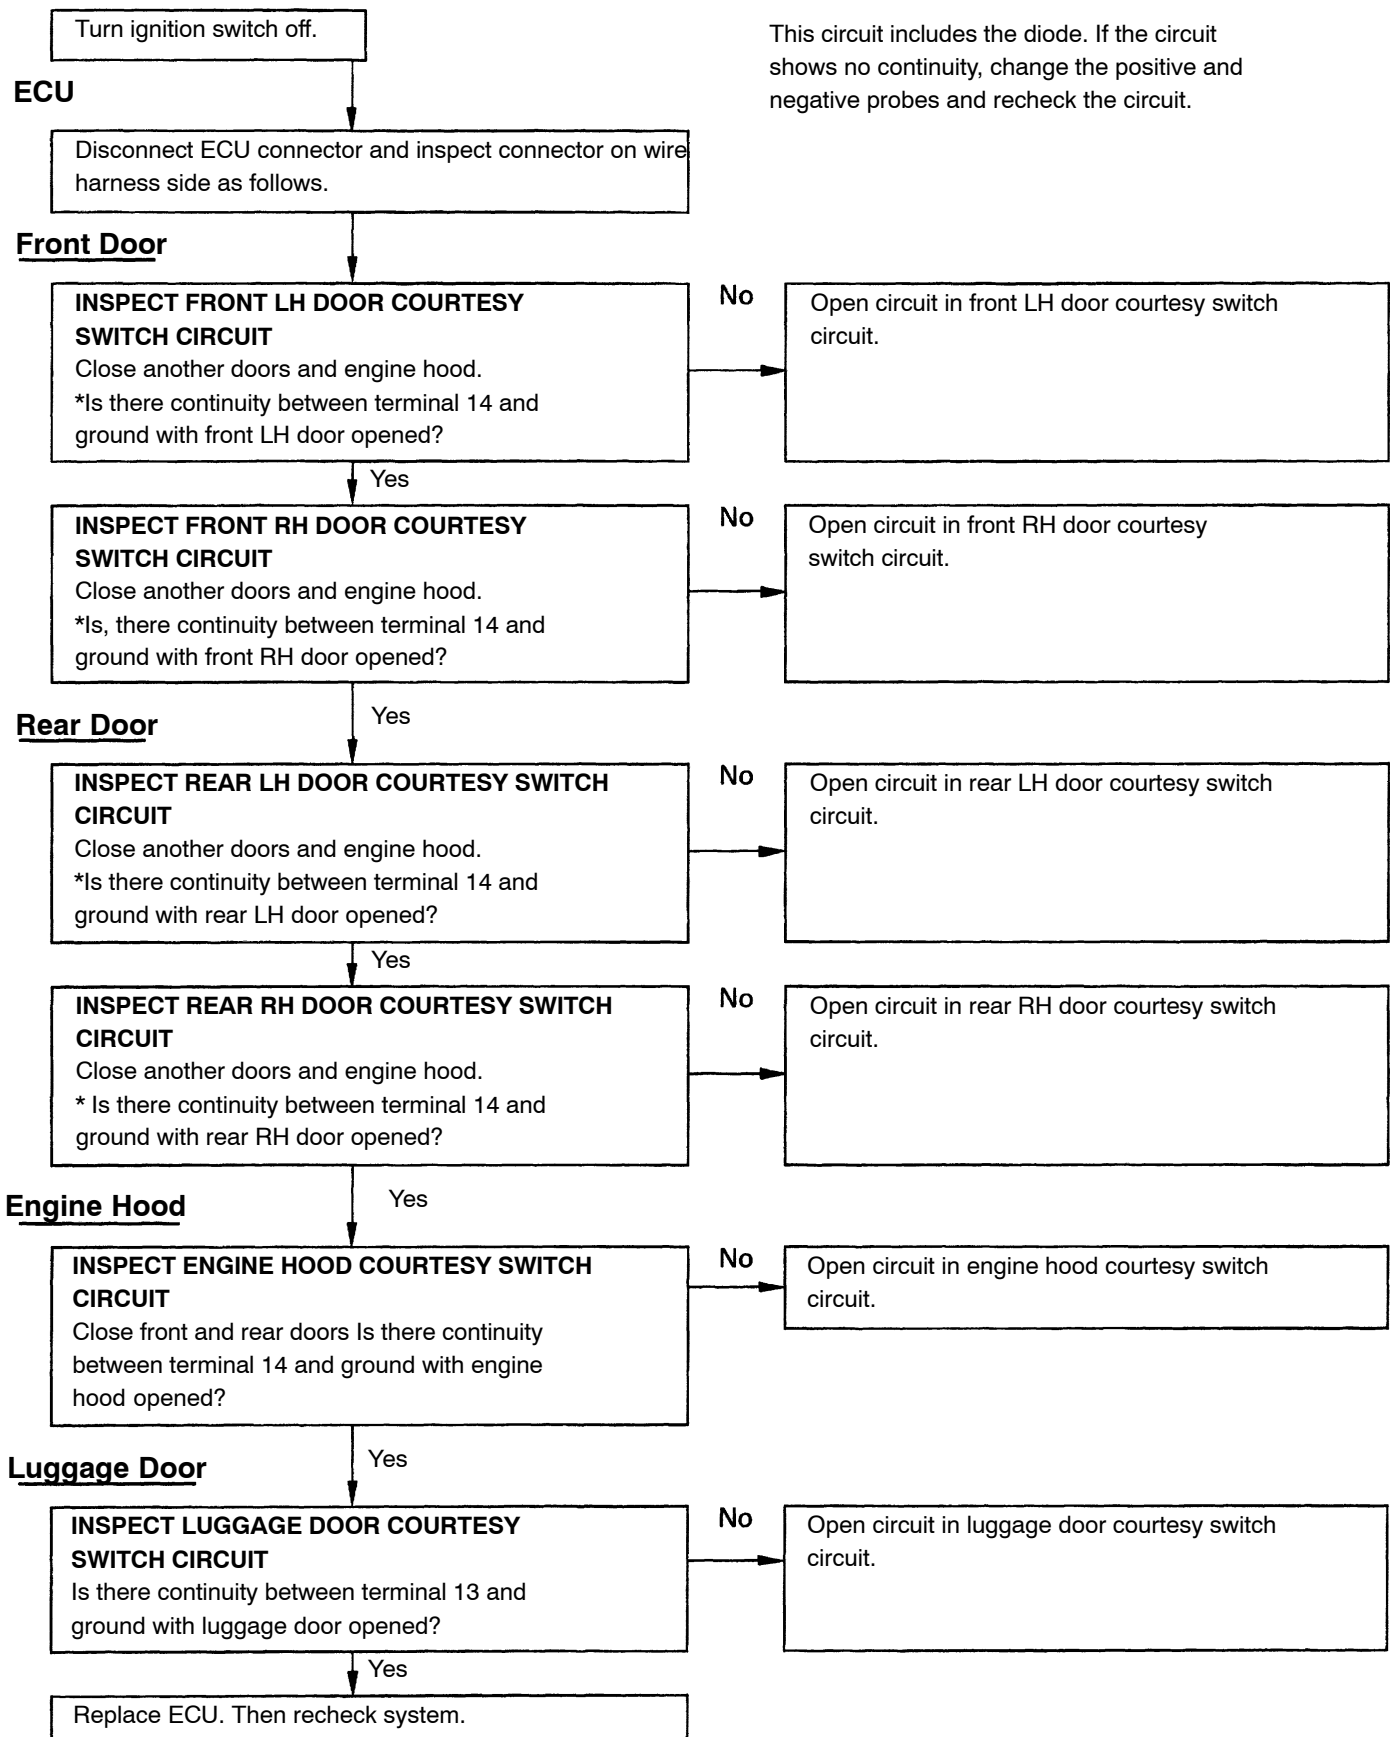 Turn ignition switch off.
This circuit includes the diode. If the circuit
shows no continuity, change the positive and
negative probes and recheck the circuit.
ECU
Disconnect ECU connector and inspect connector on wire
harness side as follows.
Front Door
INSPECT FRONT LH DOOR COURTESY
SWITCH CIRCUIT
Close another doors and engine hood.
*Is there continuity between terminal 14 and
ground with front LH door opened?
No
Open circuit in front LH door courtesy switch
circuit.
Yes
INSPECT FRONT RH DOOR COURTESY
SWITCH CIRCUIT
Close another doors and engine hood.
*Is, there continuity between terminal 14 and
ground with front RH door opened?
No
Open circuit in front RH door courtesy
switch circuit.
Yes
Rear Door
INSPECT REAR LH DOOR COURTESY SWITCH
CIRCUIT
Close another doors and engine hood.
*Is there continuity between terminal 14 and
ground with rear LH door opened?
No
Open circuit in rear LH door courtesy switch
circuit.
Yes
INSPECT REAR RH DOOR COURTESY SWITCH
CIRCUIT
Close another doors and engine hood.
* Is there continuity between terminal 14 and
ground with rear RH door opened?
No
Open circuit in rear RH door courtesy switch
circuit.
Yes
Engine Hood
INSPECT ENGINE HOOD COURTESY SWITCH
CIRCUIT
Close front and rear doors Is there continuity
between terminal 14 and ground with engine
hood opened?
No
Open circuit in engine hood courtesy switch
circuit.
Yes
Luggage Door
INSPECT LUGGAGE DOOR COURTESY
SWITCH CIRCUIT
Is there continuity between terminal 13 and
ground with luggage door opened?
No
Open circuit in luggage door courtesy switch
circuit.
Yes
Replace ECU. Then recheck system.